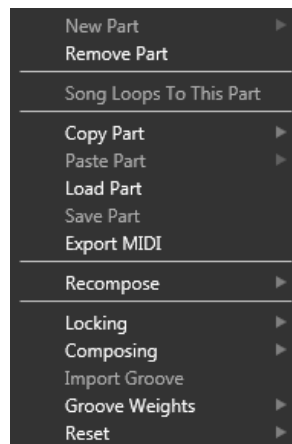 New Part
Remove Part
Song Loops To This Part
Copy Part
Paste Part
Load Part
Save Part
Export MIDI
Recompose
Locking
Composing
Import Groove
Groove Weights
Reset